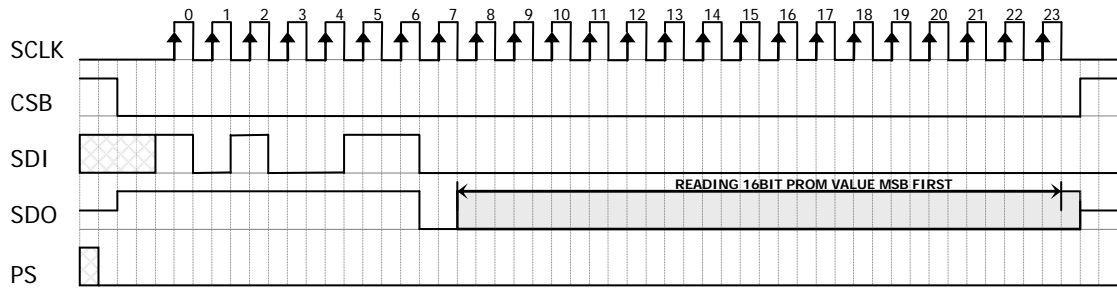 0 1 2 3 4 5 6 7 8 9 10 11 12 13 14 15 16 17 18 19 20 21 22 23
SCLK
CSB
SDI
READING 16BIT PROM VALUE MSB FIRST
SDO
PS